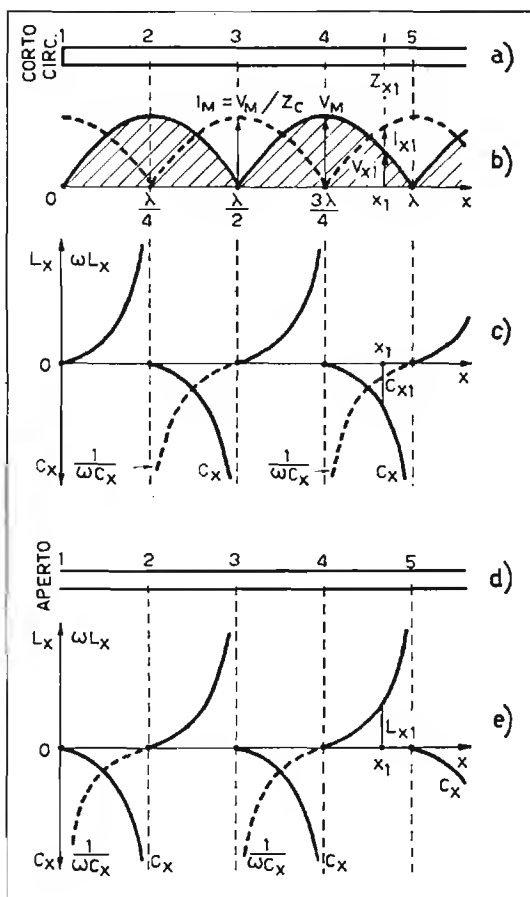 1 2 3 4 5 a)
CORTO
CIRC.
Z_x1
I_M = V_M / Z_C V_M I_x1
b)
V_x1
0 λ/4 λ/2 3λ/4 x_1 λ x
L_x ωL_x
c)
x_1
0 x
C_x1
C_x 1/ωC_x C_x 1/ωC_x C_x
1 2 3 4 5
APERTO
d)
L_x ωL_x
e)
L_x1
0 x_1 x
C_x
C_x 1/ωC_x C_x 1/ωC_x C_x